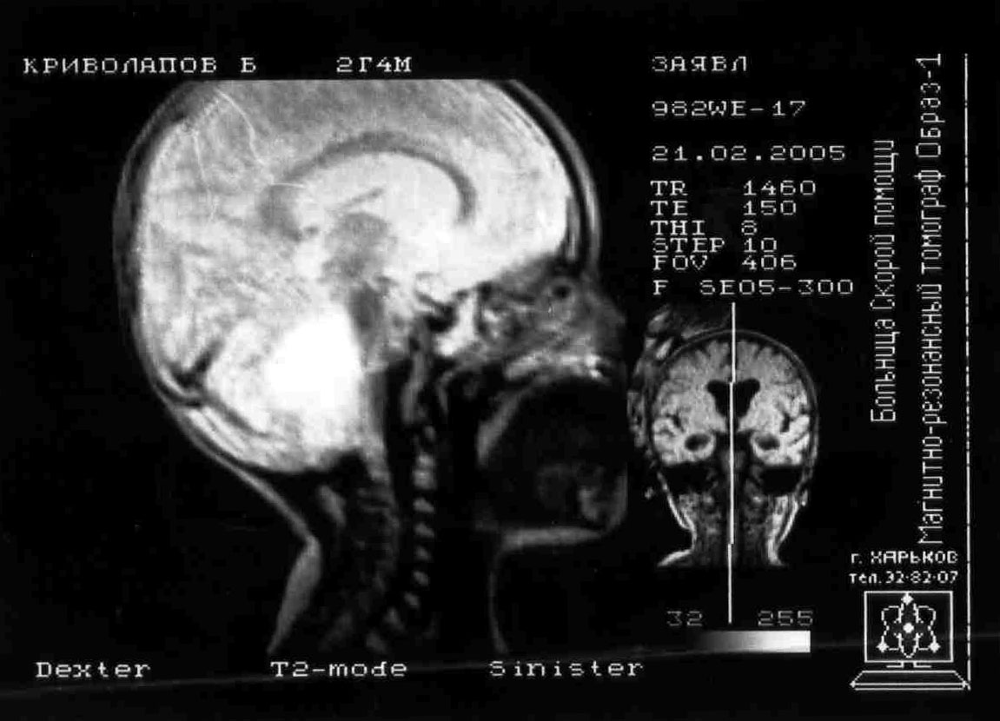 КРИВОЛАПОВ Б 2Г4М
ЗАЯВЛ
982WE-17
21.02.2005
TR 1460
TE 150
THI 8
STEP 10
FOV 406
F SE05-300
32 255
Dexter T2-mode Sinister
Больница Скорой помощи
Магнитно-резонансный томограф Образ-1
г. ХАРЬКОВ
тел. 32-82-07